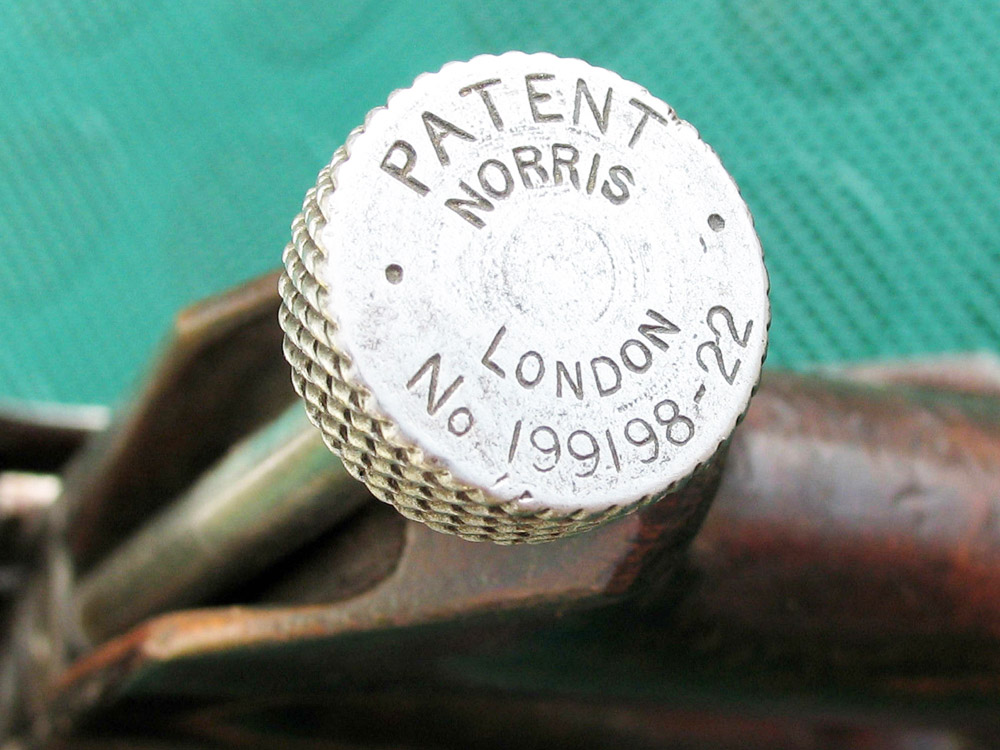 PATENT
NORRIS
LONDON
No 199198-22